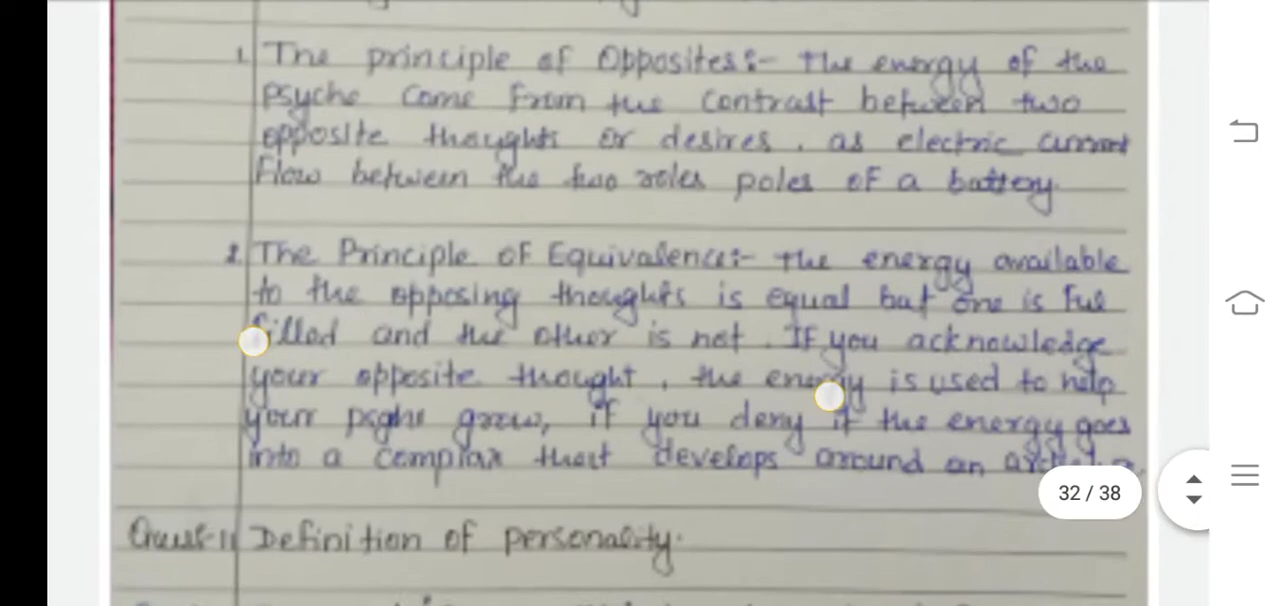 1. The principle of Opposites:- The energy of the
Psyche come from the contrast between two
opposite thoughts or desires, as electric current
flow between the two roles poles of a battery.
2. The Principle of Equivalence:- the energy available
to the opposing thoughts is equal but one is ful
filled and the other is not. If you acknowledge
your opposite thought, the energy is used to help
your psghe grow, if you deny it the energy goes
into a complax that develops around an
Quest-11 Definition of personality.
32 / 38